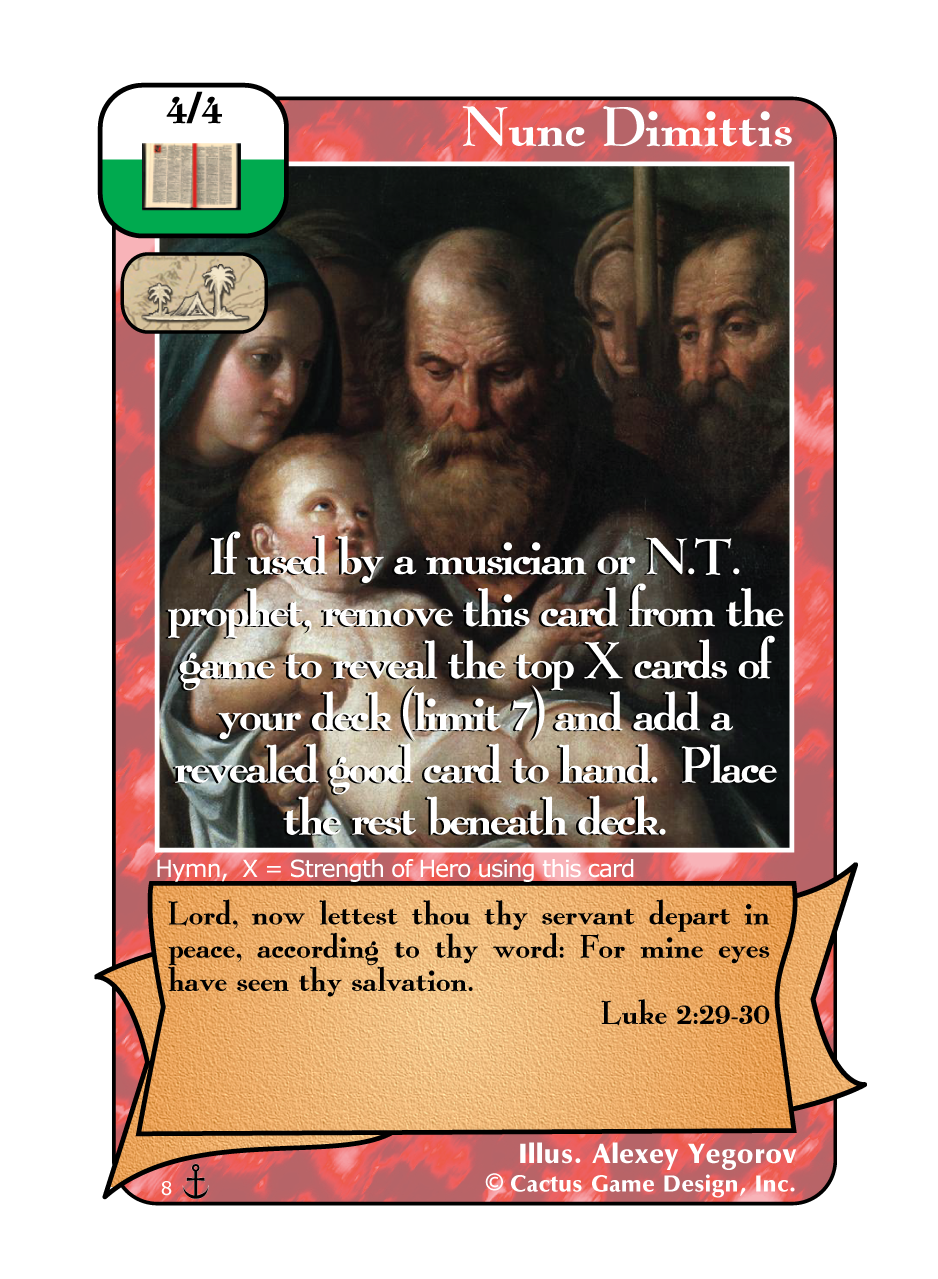 4/4
Nunc Dimittis
If used by a musician or N.T.
prophet, remove this card from the
game to reveal the top X cards of
your deck (limit 7) and add a
revealed good card to hand. Place
the rest beneath deck.
Hymn, X = Strength of Hero using this card
Lord, now lettest thou thy servant depart in
peace, according to thy word: For mine eyes
have seen thy salvation.
Luke 2:29-30
Illus. Alexey Yegorov
8
© Cactus Game Design, Inc.